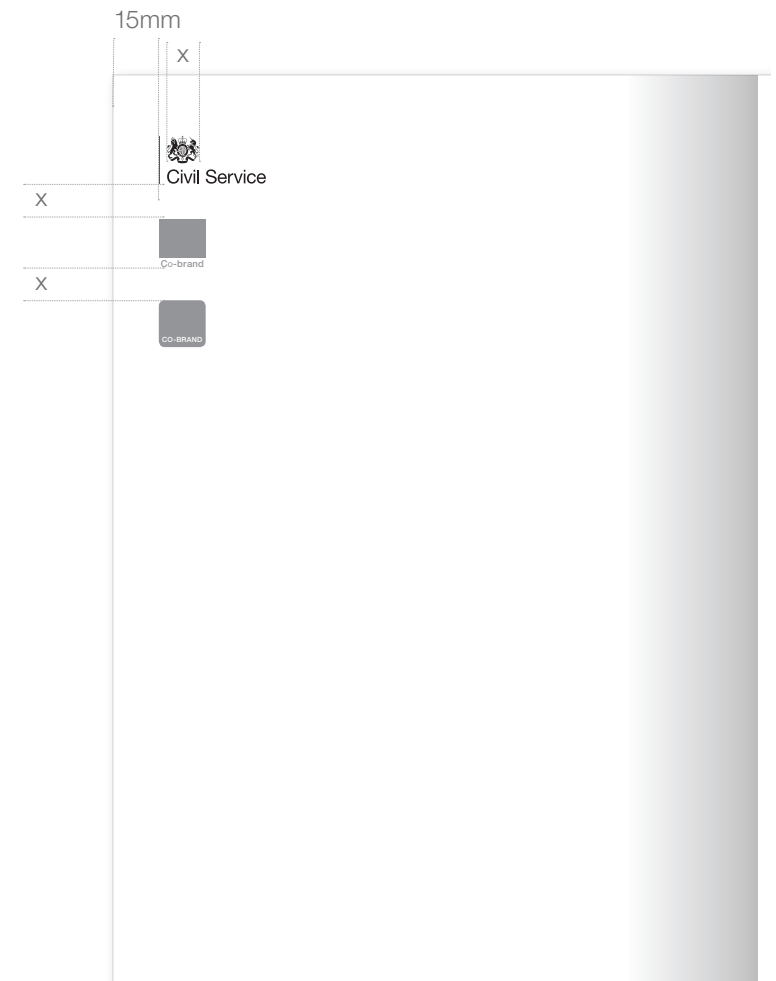 15mm
X
Civil Service
X
Co-brand
X
CO-BRAND